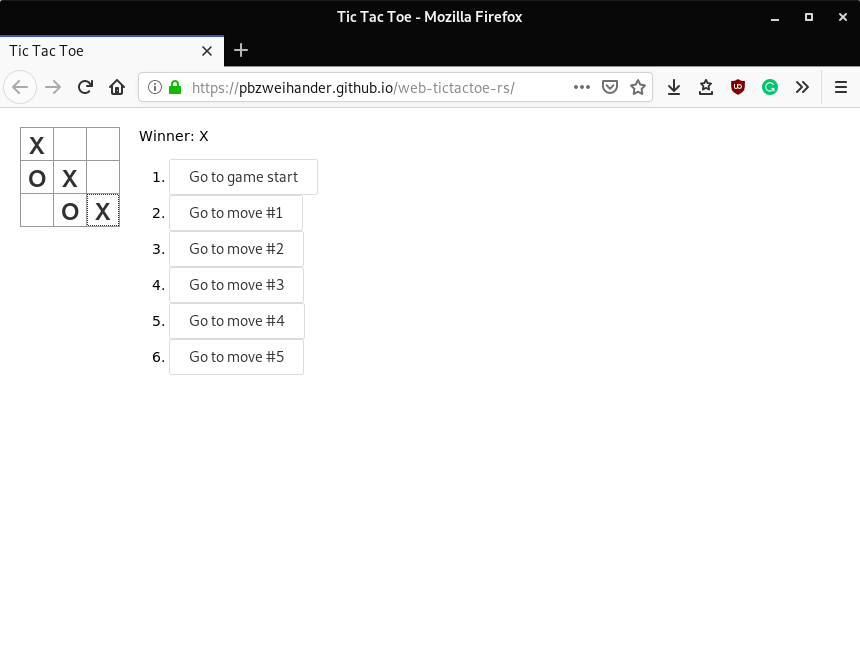 Tic Tac Toe - Mozilla Firefox
Tic Tac Toe
https://pbzweihander.github.io/web-tictactoe-rs/
X
O X
O X
Winner: X
1. Go to game start
2. Go to move #1
3. Go to move #2
4. Go to move #3
5. Go to move #4
6. Go to move #5